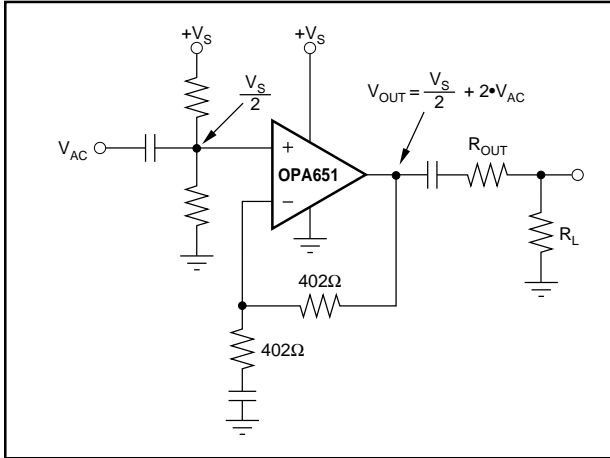 +V_S
+V_S
V_S
2
V_OUT = V_S/2 + 2•V_AC
V_AC
+
OPA651
–
R_OUT
R_L
402Ω
402Ω